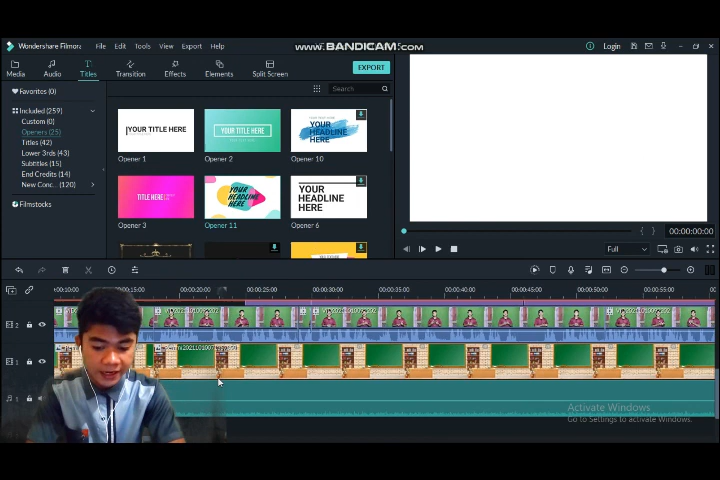 WWW.BANDICAM.COM
Wondershare Filmora
File Edit Tools View Export Help
Login
Media Audio Titles Transition Effects Elements Split Screen
EXPORT
Favorites (0)
Search
Included (259)
Custom (0)
Openers (25)
Titles (42)
Lower 3rds (43)
Subtitles (15)
End Credits (14)
New Conc... (120)
Filmstocks
YOUR TITLE HERE
YOUR TITLE HERE
YOUR
HEADLINE
HERE
Opener 1 Opener 2 Opener 10
TITLE HERE
YOUR
HEADLINE
HERE
YOUR
HEADLINE
HERE
Opener 3 Opener 11 Opener 6
00:00:00:00
Full
00:00:10:00 00:00:15:00 00:00:20:00 00:00:25:00 00:00:30:00 00:00:35:00 00:00:40:00 00:00:45:00 00:00:50:00 00:00:55:00
2
1
1
Activate Windows
Go to Settings to activate Windows.